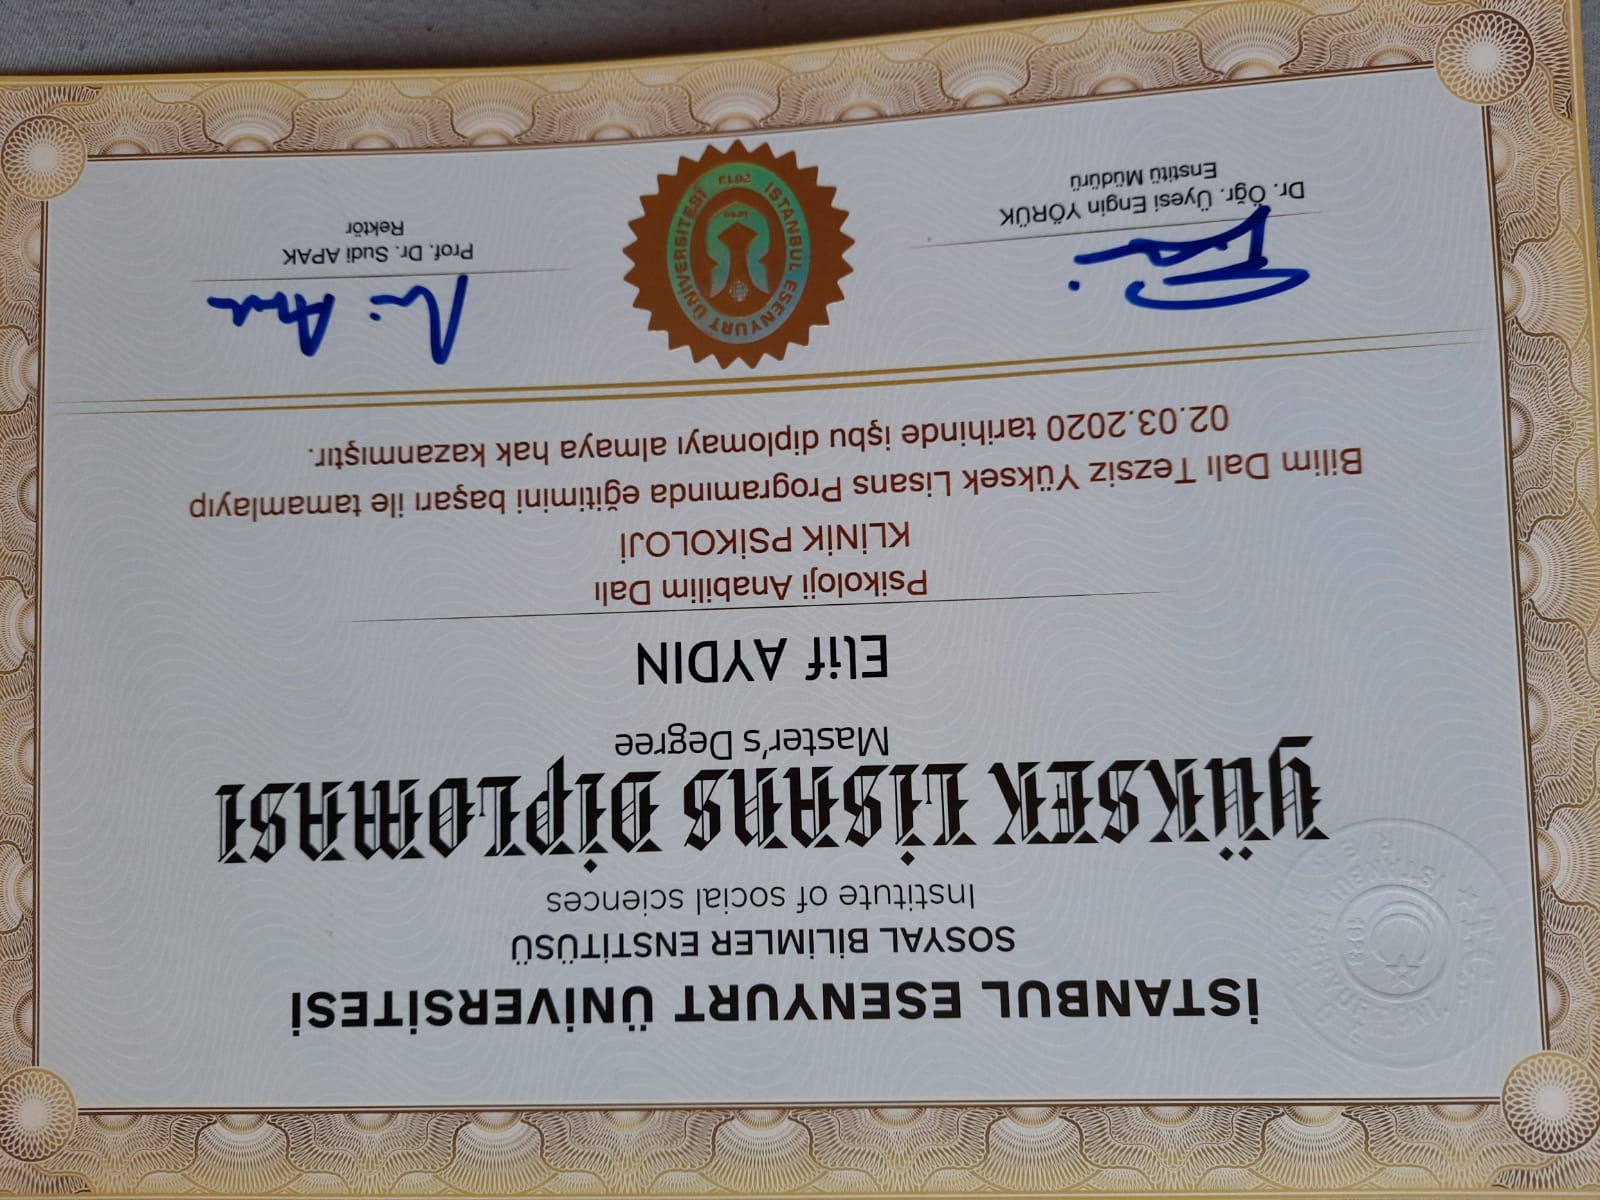 İSTANBUL ESENYURT ÜNİVERSİTESİ
SOSYAL BİLİMLER ENSTİTÜSÜ
Institute of social sciences
YÜKSEK LİSANS DİPLOMASI
Master's Degree
Elif AYDIN
Psikoloji Anabilim Dalı
KLİNİK PSİKOLOJİ
Bilim Dalı Tezsiz Yüksek Lisans Programında eğitimini başarı ile tamamlayıp
02.03.2020 tarihinde işbu diplomayı almaya hak kazanmıştır.
Dr. Öğr. Üyesi Engin YÖRÜK
Enstitü Müdürü
İSTANBUL ESENYURT ÜNİVERSİTESİ
2013
Prof. Dr. Sudi APAK
Rektör